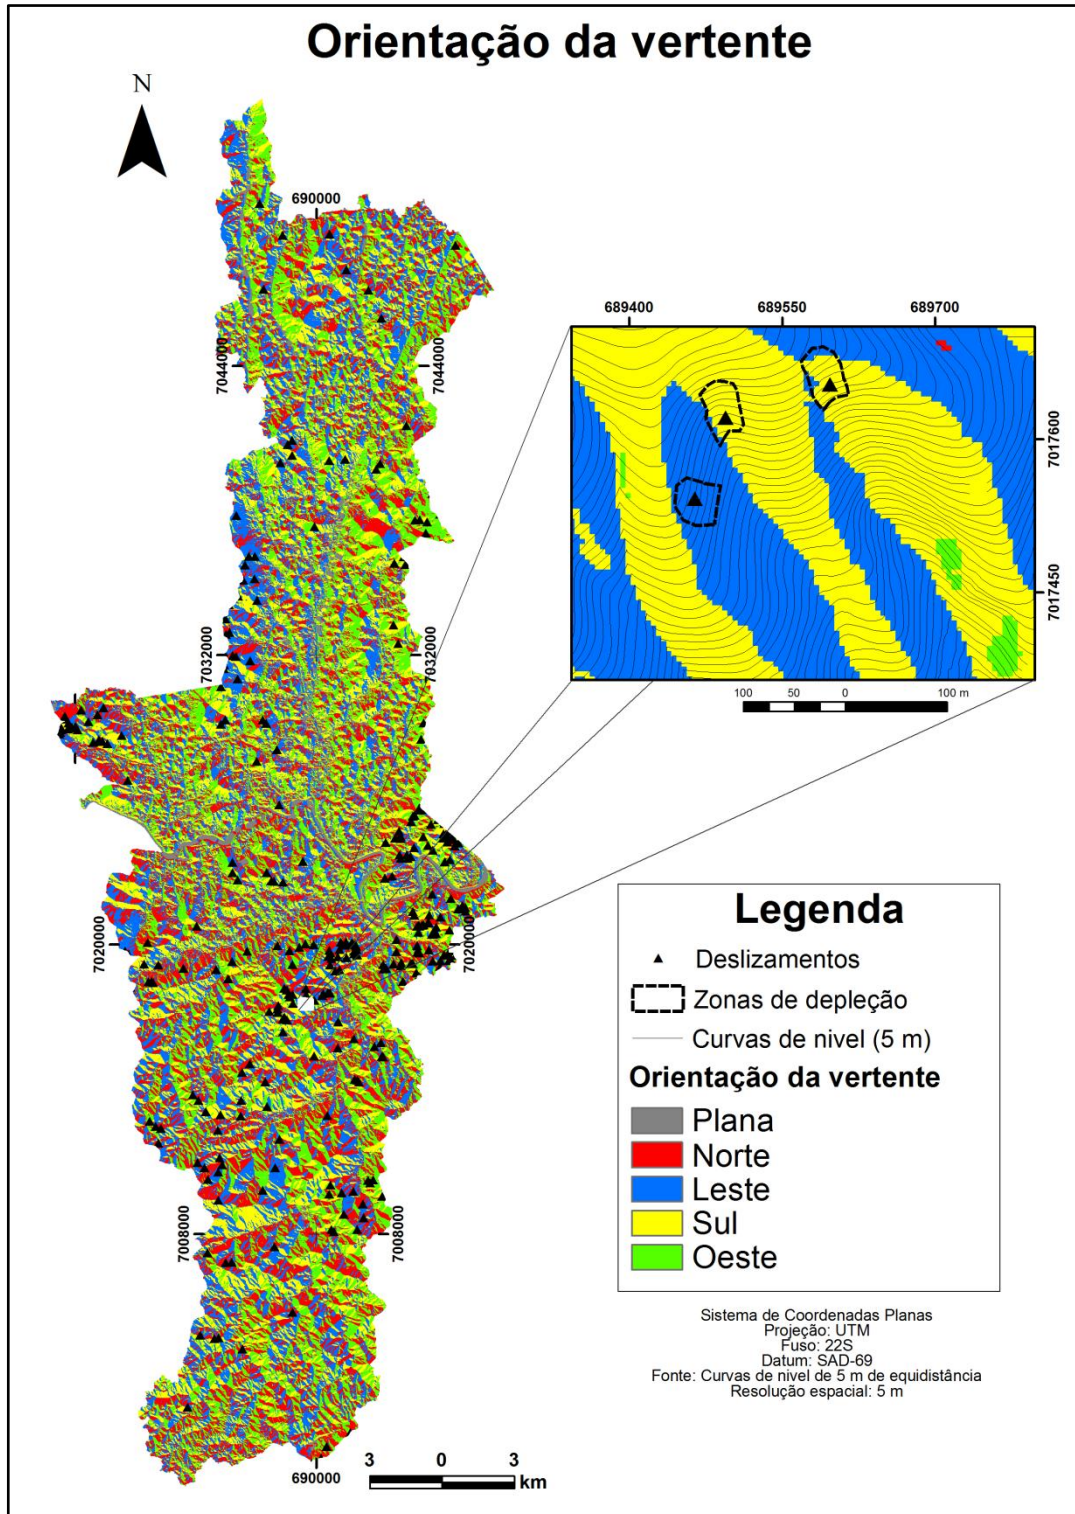 Orientação da vertente
N
690000
7044000
7044000
689400
689550
689700
7017600
7017450
100
50
0
100 m
7032000
7032000
7020000
7020000
7008000
7008000
690000
3
0
3
km
Legenda
Deslizamentos
Zonas de depleção
Curvas de nivel (5 m)
Orientação da vertente
Plana
Norte
Leste
Sul
Oeste
Sistema de Coordenadas Planas
Projeção: UTM
Fuso: 22S
Datum: SAD-69
Fonte: Curvas de nivel de 5 m de equidistância
Resolução espacial: 5 m